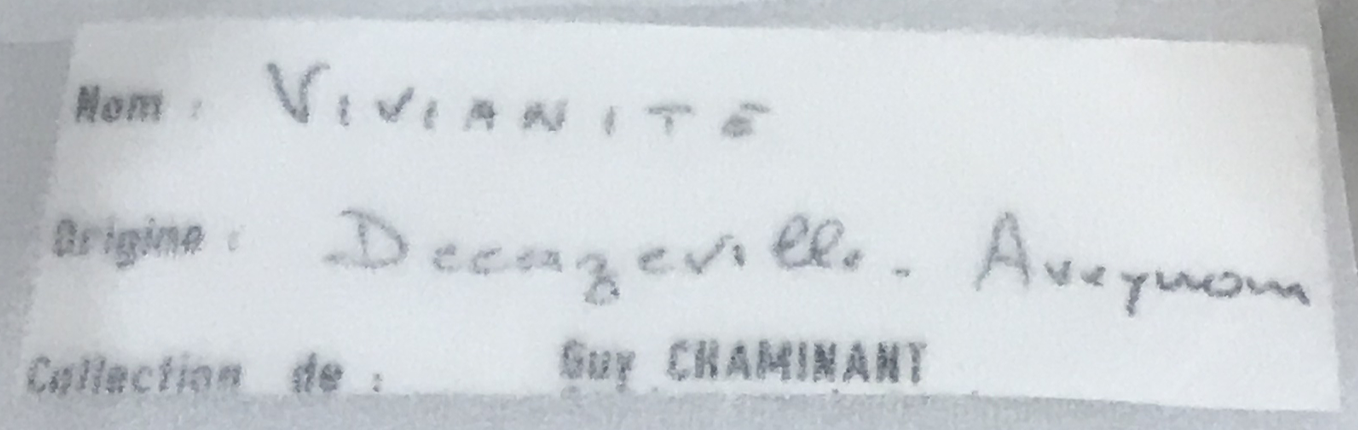 Nom : VIVIANITE
Origine : Decazeville. Aveyron
Collection de : Guy CHAMINANT